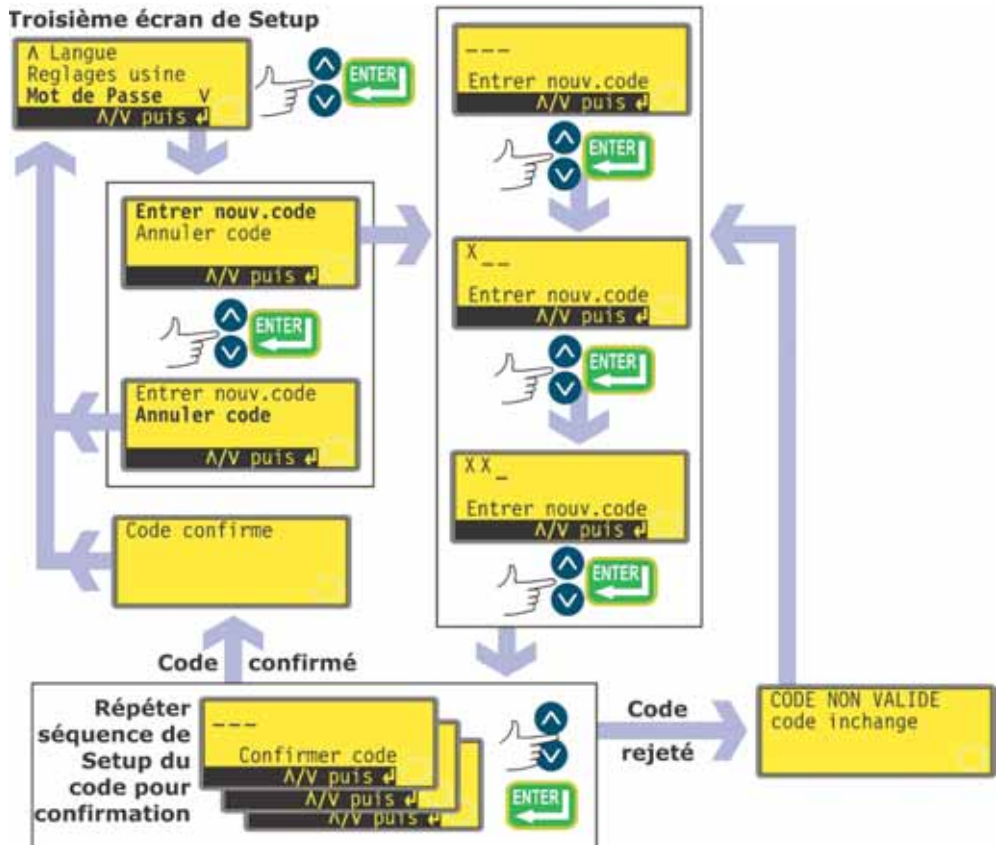 Troisième écran de Setup
Λ Langue
Reglages usine
Mot de Passe V
Λ/V puis ↲
ENTER
Entrer nouv.code
Annuler code
Λ/V puis ↲
ENTER
Entrer nouv.code
Annuler code
Λ/V puis ↲
Code confirme
_ _ _
Entrer nouv.code
Λ/V puis ↲
ENTER
X _ _
Entrer nouv.code
Λ/V puis ↲
ENTER
X X _
Entrer nouv.code
Λ/V puis ↲
ENTER
Code confirmé
Répéter
séquence de
Setup du
code pour
confirmation
_ _ _
Confirmer code
Λ/V puis ↲
Λ/V puis ↲
Λ/V puis ↲
ENTER
Code
rejeté
CODE NON VALIDE
code inchange